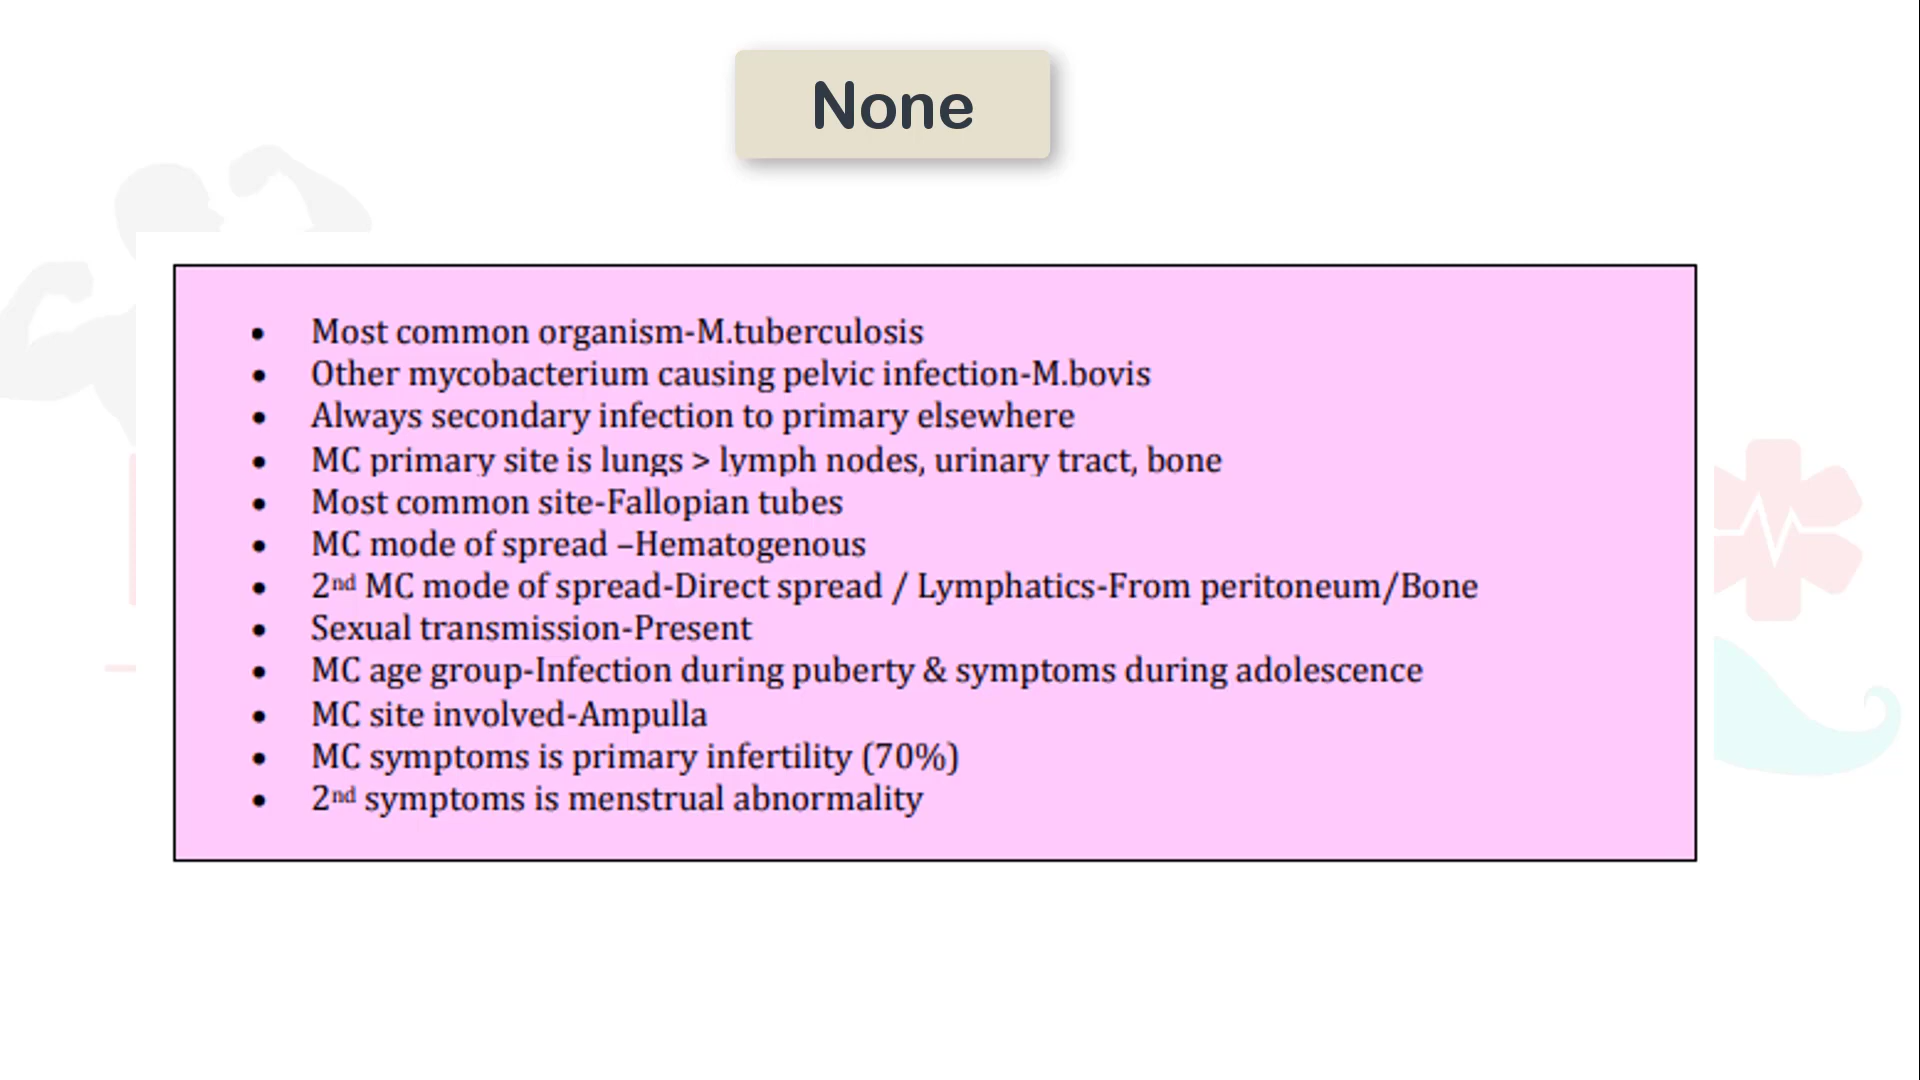 None
• Most common organism-M.tuberculosis
• Other mycobacterium causing pelvic infection-M.bovis
• Always secondary infection to primary elsewhere
• MC primary site is lungs > lymph nodes, urinary tract, bone
• Most common site-Fallopian tubes
• MC mode of spread –Hematogenous
• 2nd MC mode of spread-Direct spread / Lymphatics-From peritoneum/Bone
• Sexual transmission-Present
• MC age group-Infection during puberty & symptoms during adolescence
• MC site involved-Ampulla
• MC symptoms is primary infertility (70%)
• 2nd symptoms is menstrual abnormality